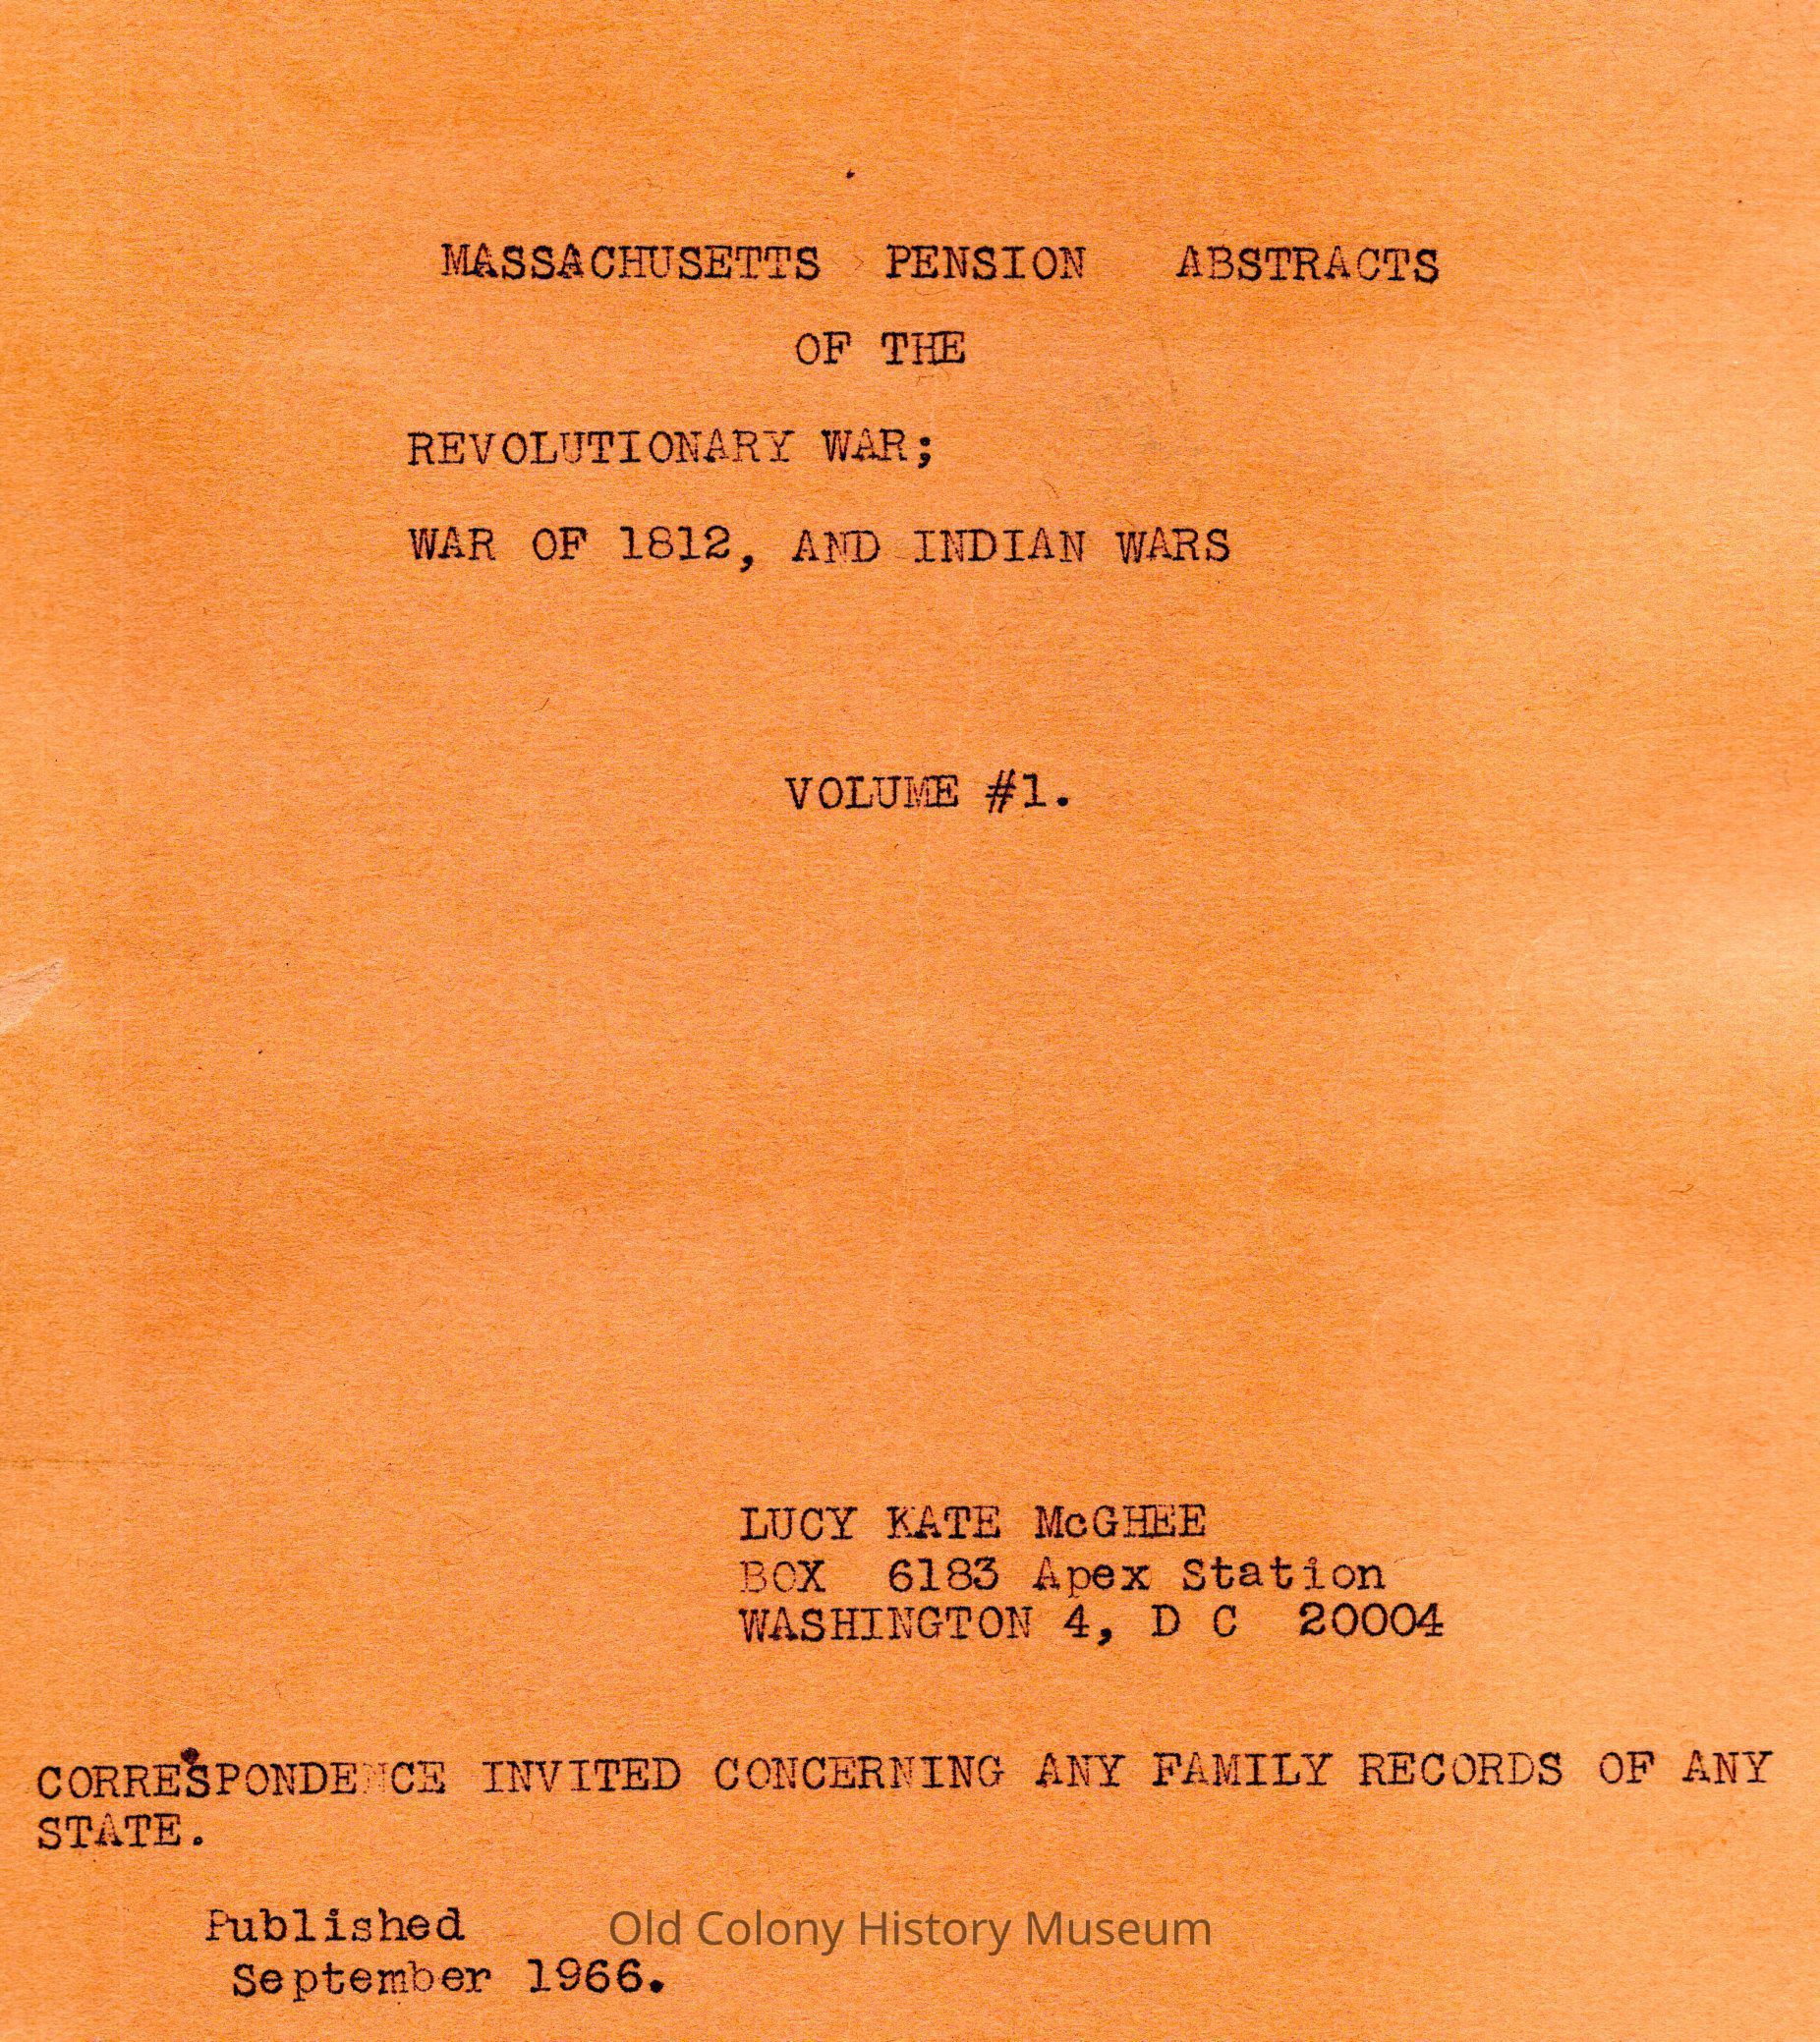 MASSACHUSETTS PENSION ABSTRACTS
OF THE
REVOLUTIONARY WAR;
WAR OF 1812, AND INDIAN WARS
VOLUME #1.
LUCY KATE McGHEE
BOX 6183 Apex Station
WASHINGTON 4, D C 20004
CORRESPONDENCE INVITED CONCERNING ANY FAMILY RECORDS OF ANY
STATE.
Published
September 1966.
Old Colony History Museum